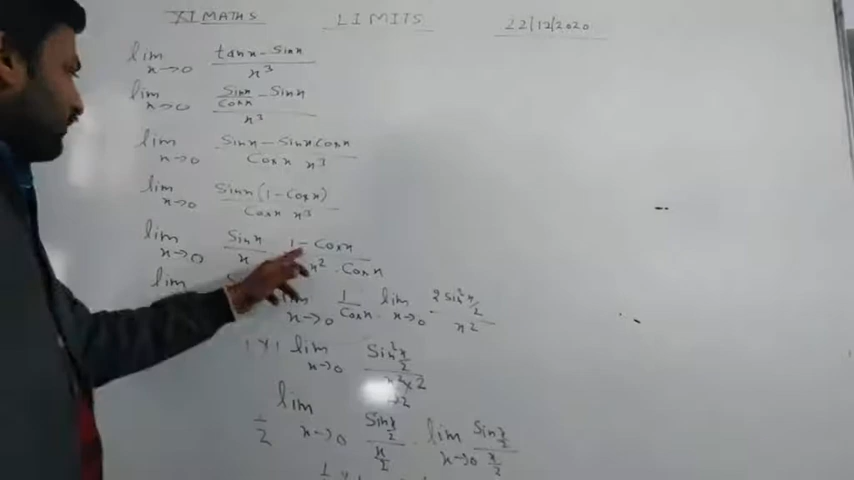 XI MATHS LIMITS 22/12/2020
lim x→0 (tanx - sinx)/x³
lim x→0 (sinx/cosx - sinx)/x³
lim x→0 (sinx - sinx cosx)/(cosx x³)
lim x→0 sinx(1-cosx)/(cosx x³)
lim x→0 sinx/x 1-cosx/(x² . cosx)
lim lim x→0 1/cosx . lim x→0 (2 sin² x/2)/x²
1 x 1 lim x→0 sin² x/2
1/2 lim x→0 (sin x/2)/(x/2) . lim x→0 (sin x/2)/(x/2)